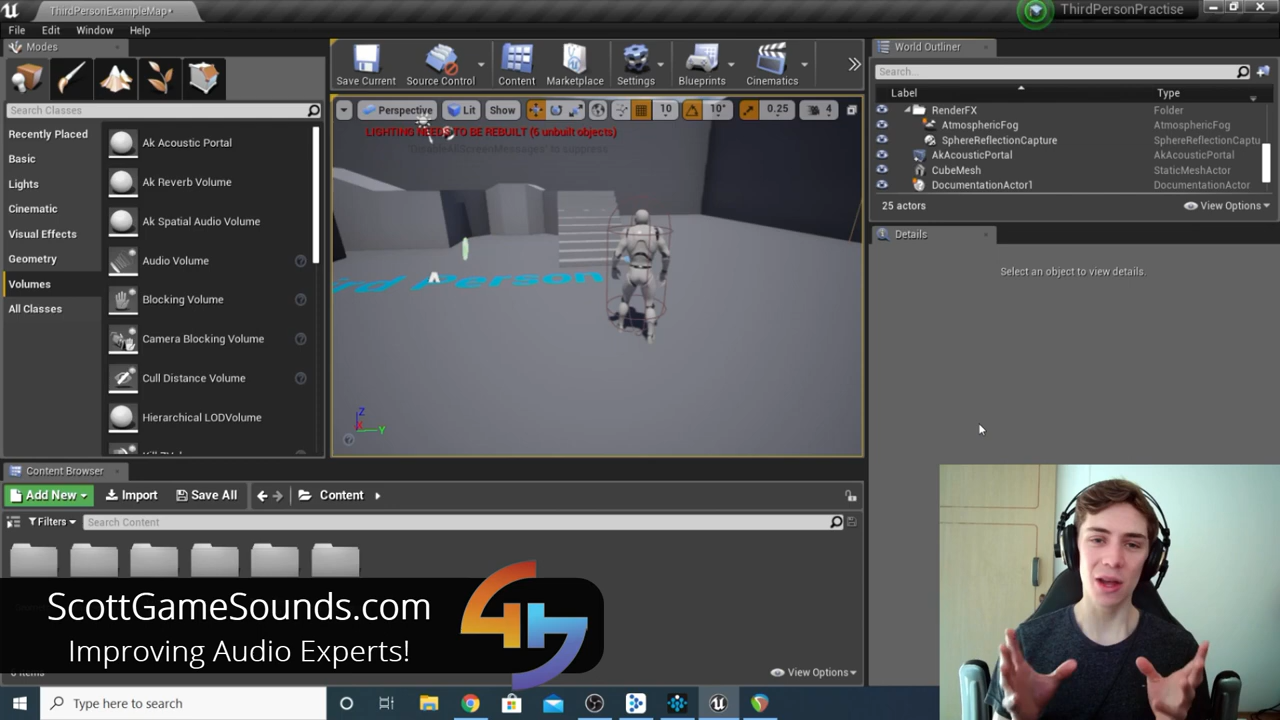 ThirdPersonExampleMap*
ThirdPersonPractise
File Edit Window Help
Modes
Search Classes
Recently Placed
Basic
Lights
Cinematic
Visual Effects
Geometry
Volumes
All Classes
Ak Acoustic Portal
Ak Reverb Volume
Ak Spatial Audio Volume
Audio Volume
Blocking Volume
Camera Blocking Volume
Cull Distance Volume
Hierarchical LODVolume
Save Current
Source Control
Content
Marketplace
Settings
Blueprints
Cinematics
Perspective
Lit
Show
10
10°
0.25
4
LIGHTING NEEDS TO BE REBUILT (6 unbuilt objects)
to suppress
Person
Z
Y
World Outliner
Search...
Label Type
RenderFX Folder
AtmosphericFog AtmosphericFog
SphereReflectionCapture SphereReflectionCaptu
AkAcousticPortal AkAcousticPortal
CubeMesh StaticMeshActor
DocumentationActor1 DocumentationActor
25 actors
View Options
Details
Select an object to view details.
Content Browser
Add New
Import
Save All
Content
Filters
Search Content
View Options
ScottGameSounds.com
Improving Audio Experts!
Type here to search